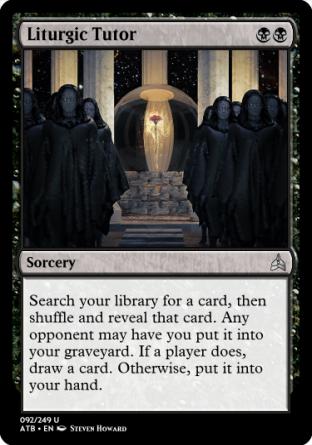 Liturgic Tutor
Sorcery
Search your library for a card, then
shuffle and reveal that card. Any
opponent may have you put it into
your graveyard. If a player does,
draw a card. Otherwise, put it into
your hand.
092/249 U
ATB • EN Steven Howard